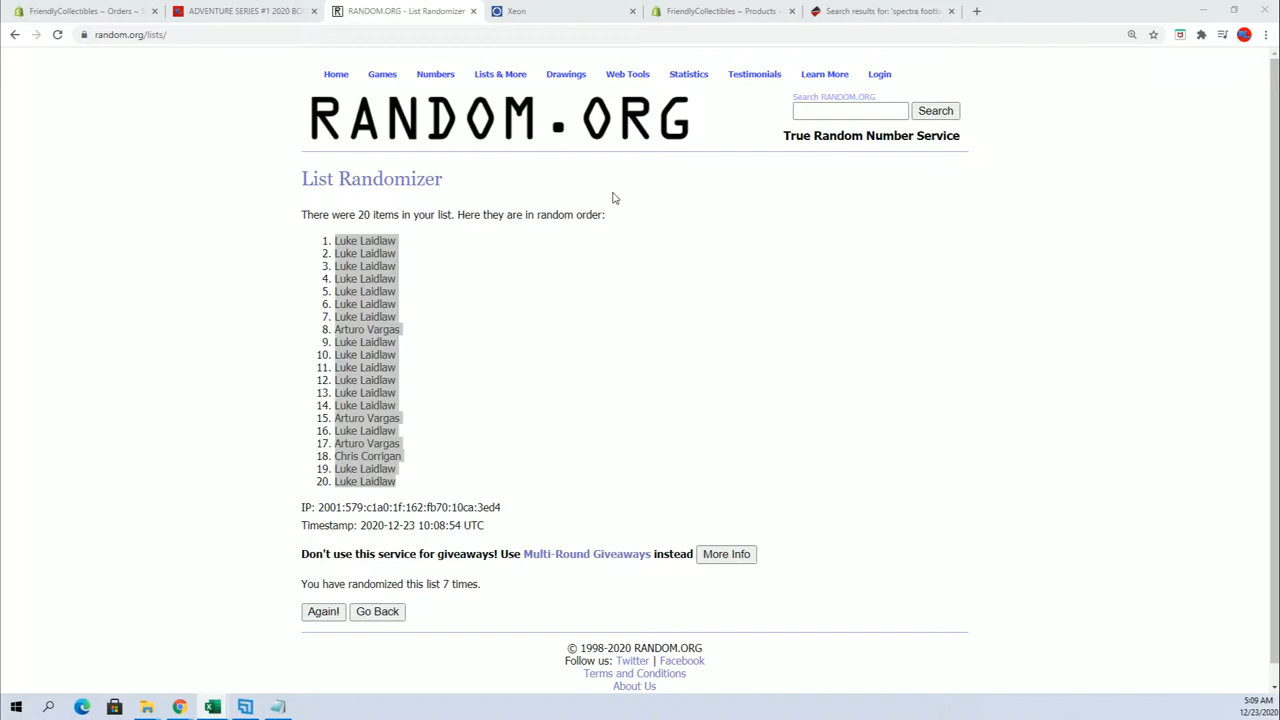 FriendlyCollectibles ~ Orders ~ S
ADVENTURE SERIES #1 2020 BO
RANDOM.ORG - List Randomizer
Xeon
FriendlyCollectibles ~ Products ~
Search results for: 'spectra footb
random.org/lists/
Home Games Numbers Lists & More Drawings Web Tools Statistics Testimonials Learn More Login
RANDOM.ORG
Search RANDOM.ORG
Search
True Random Number Service
List Randomizer
There were 20 items in your list. Here they are in random order:
1. Luke Laidlaw
2. Luke Laidlaw
3. Luke Laidlaw
4. Luke Laidlaw
5. Luke Laidlaw
6. Luke Laidlaw
7. Luke Laidlaw
8. Arturo Vargas
9. Luke Laidlaw
10. Luke Laidlaw
11. Luke Laidlaw
12. Luke Laidlaw
13. Luke Laidlaw
14. Luke Laidlaw
15. Arturo Vargas
16. Luke Laidlaw
17. Arturo Vargas
18. Chris Corrigan
19. Luke Laidlaw
20. Luke Laidlaw
IP: 2001:579:c1a0:1f:162:fb70:10ca:3ed4
Timestamp: 2020-12-23 10:08:54 UTC
Don't use this service for giveaways! Use Multi-Round Giveaways instead More Info
You have randomized this list 7 times.
Again! Go Back
© 1998-2020 RANDOM.ORG
Follow us: Twitter | Facebook
Terms and Conditions
About Us
5:09 AM
12/23/2020